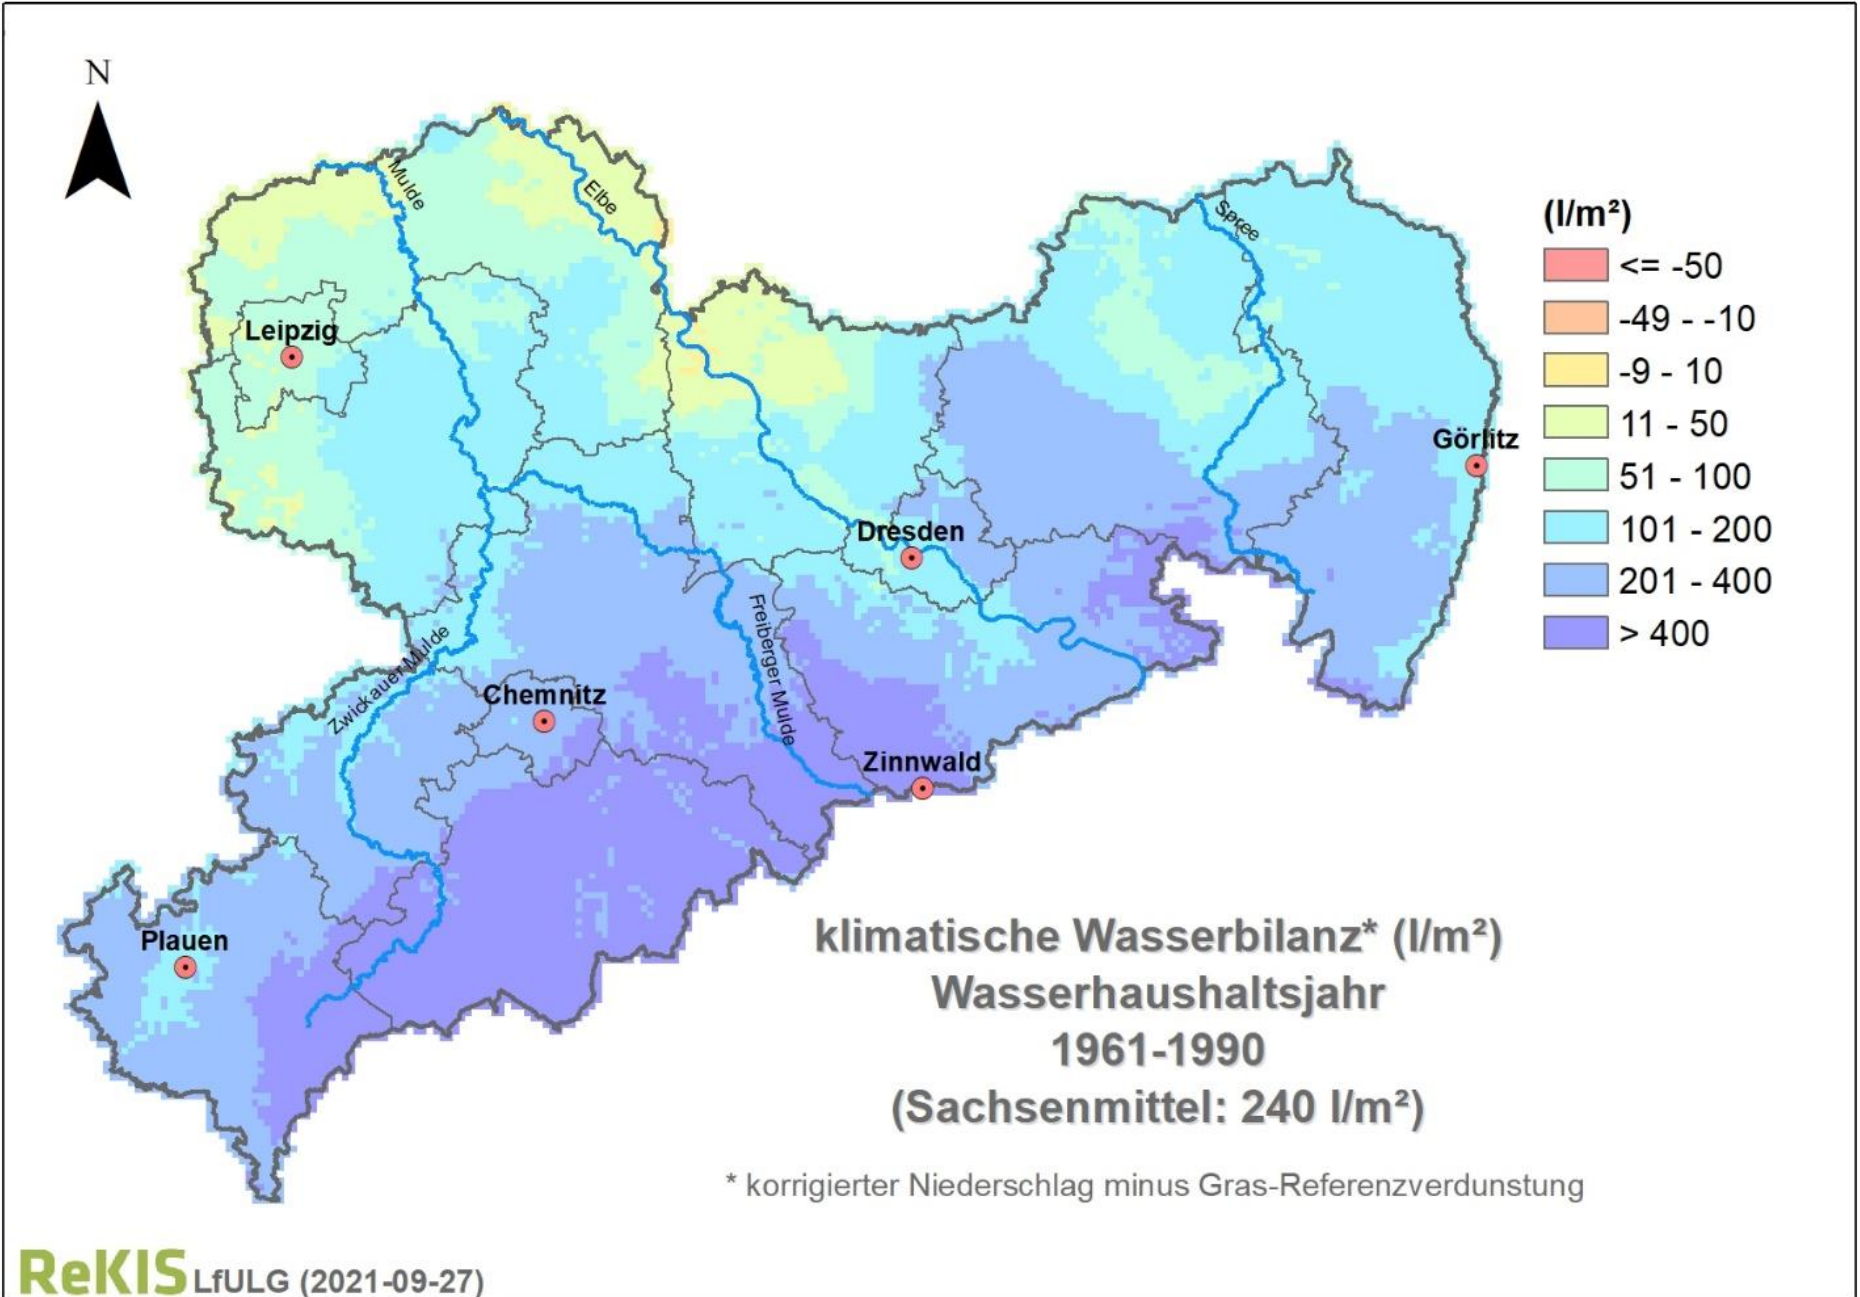 N
Mulde
Elbe
Spree
Leipzig
Görlitz
Dresden
Freiberger Mulde
Zwickauer Mulde
Chemnitz
Zinnwald
Plauen
(l/m²)
<= -50
-49 - -10
-9 - 10
11 - 50
51 - 100
101 - 200
201 - 400
> 400
klimatische Wasserbilanz* (l/m²)
Wasserhaushaltsjahr
1961-1990
(Sachsenmittel: 240 l/m²)
* korrigierter Niederschlag minus Gras-Referenzverdunstung
ReKIS LfULG (2021-09-27)